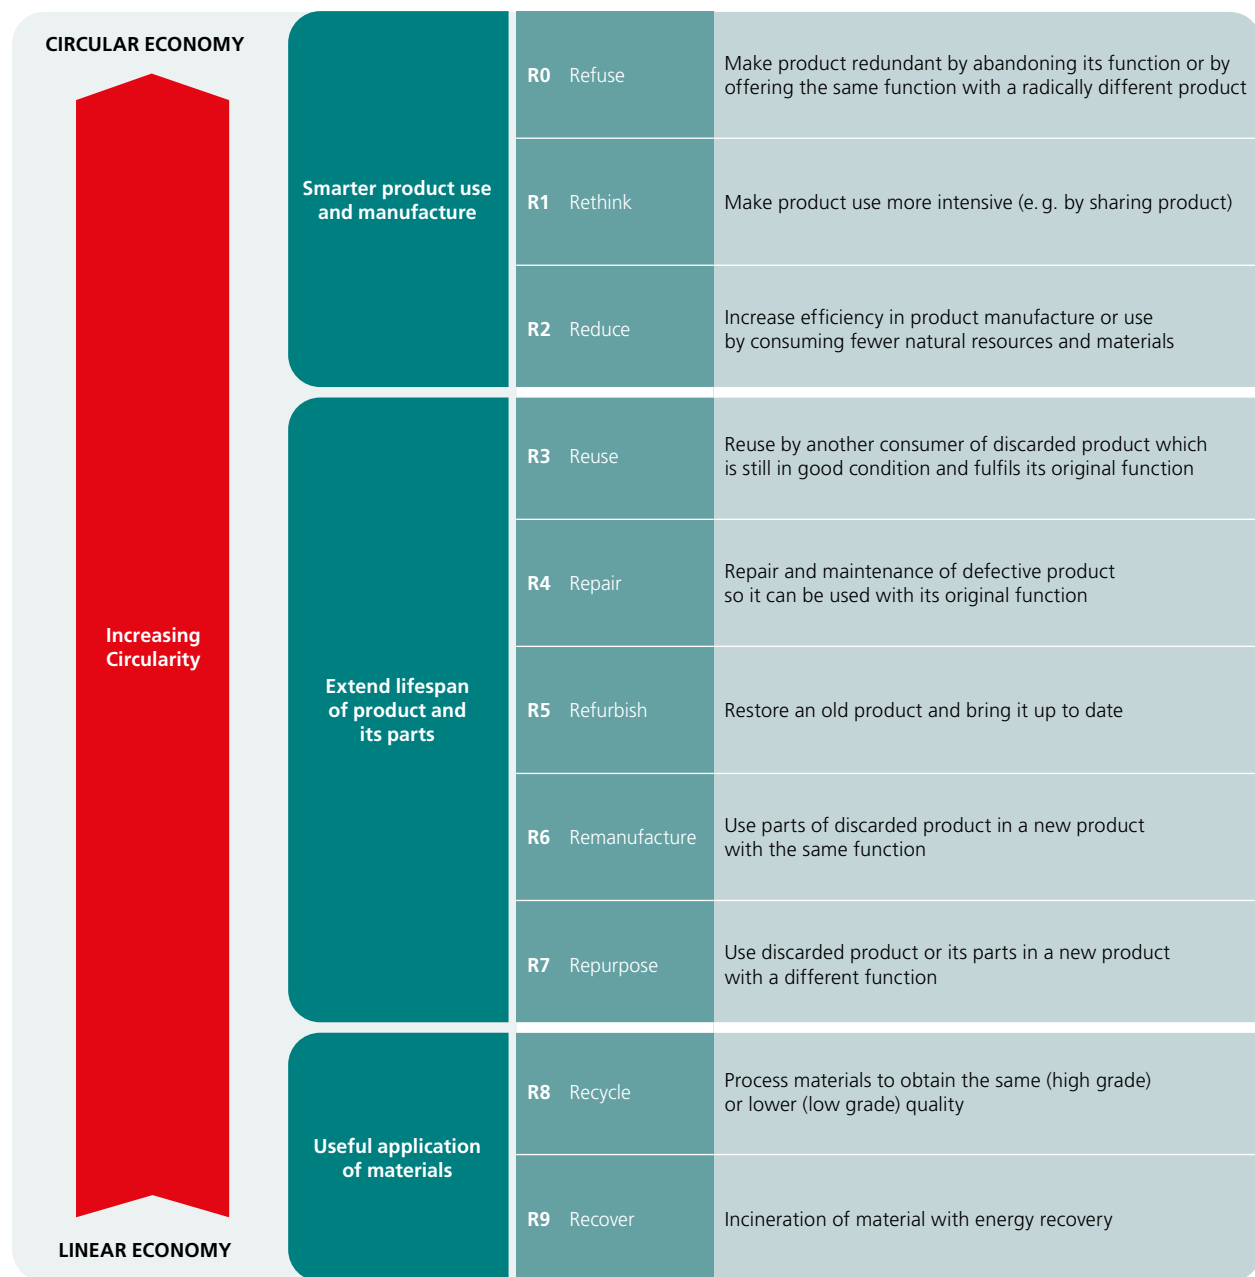 CIRCULAR ECONOMY
Increasing
Circularity
LINEAR ECONOMY
Smarter product use
and manufacture
R0 Refuse
Make product redundant by abandoning its function or by
offering the same function with a radically different product
R1 Rethink
Make product use more intensive (e. g. by sharing product)
R2 Reduce
Increase efficiency in product manufacture or use
by consuming fewer natural resources and materials
Extend lifespan
of product and
its parts
R3 Reuse
Reuse by another consumer of discarded product which
is still in good condition and fulfils its original function
R4 Repair
Repair and maintenance of defective product
so it can be used with its original function
R5 Refurbish
Restore an old product and bring it up to date
R6 Remanufacture
Use parts of discarded product in a new product
with the same function
R7 Repurpose
Use discarded product or its parts in a new product
with a different function
Useful application
of materials
R8 Recycle
Process materials to obtain the same (high grade)
or lower (low grade) quality
R9 Recover
Incineration of material with energy recovery